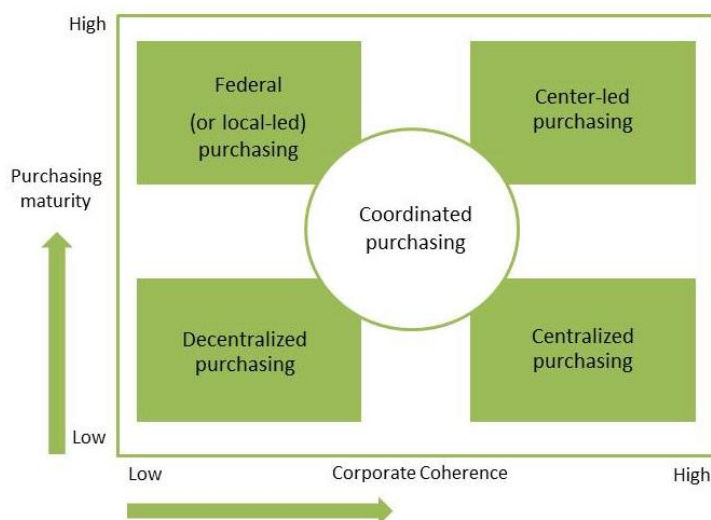 High
Federal
(or local-led)
purchasing
Center-led
purchasing
Purchasing
maturity
Coordinated
purchasing
Decentralized
purchasing
Centralized
purchasing
Low
Low
Corporate Coherence
High